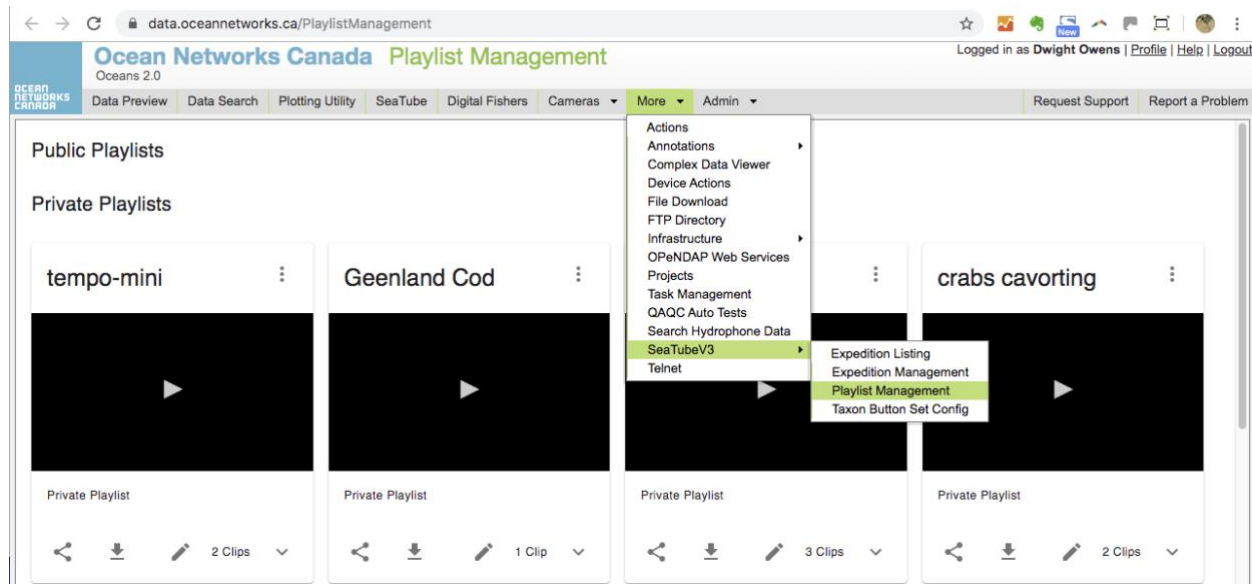 data.oceannetworks.ca/PlaylistManagement
New
Ocean Networks Canada Playlist Management
Logged in as Dwight Owens | Profile | Help | Logout
Oceans 2.0
OCEAN
NETWORKS
CANADA
Data Preview Data Search Plotting Utility SeaTube Digital Fishers Cameras More Admin Request Support Report a Problem
Public Playlists
Private Playlists
Actions
Annotations
Complex Data Viewer
Device Actions
File Download
FTP Directory
Infrastructure
OPeNDAP Web Services
Projects
Task Management
QAQC Auto Tests
Search Hydrophone Data
SeaTubeV3
Telnet
Expedition Listing
Expedition Management
Playlist Management
Taxon Button Set Config
tempo-mini
Private Playlist
2 Clips
Geenland Cod
Private Playlist
1 Clip
Private Playlist
3 Clips
crabs cavorting
Private Playlist
2 Clips